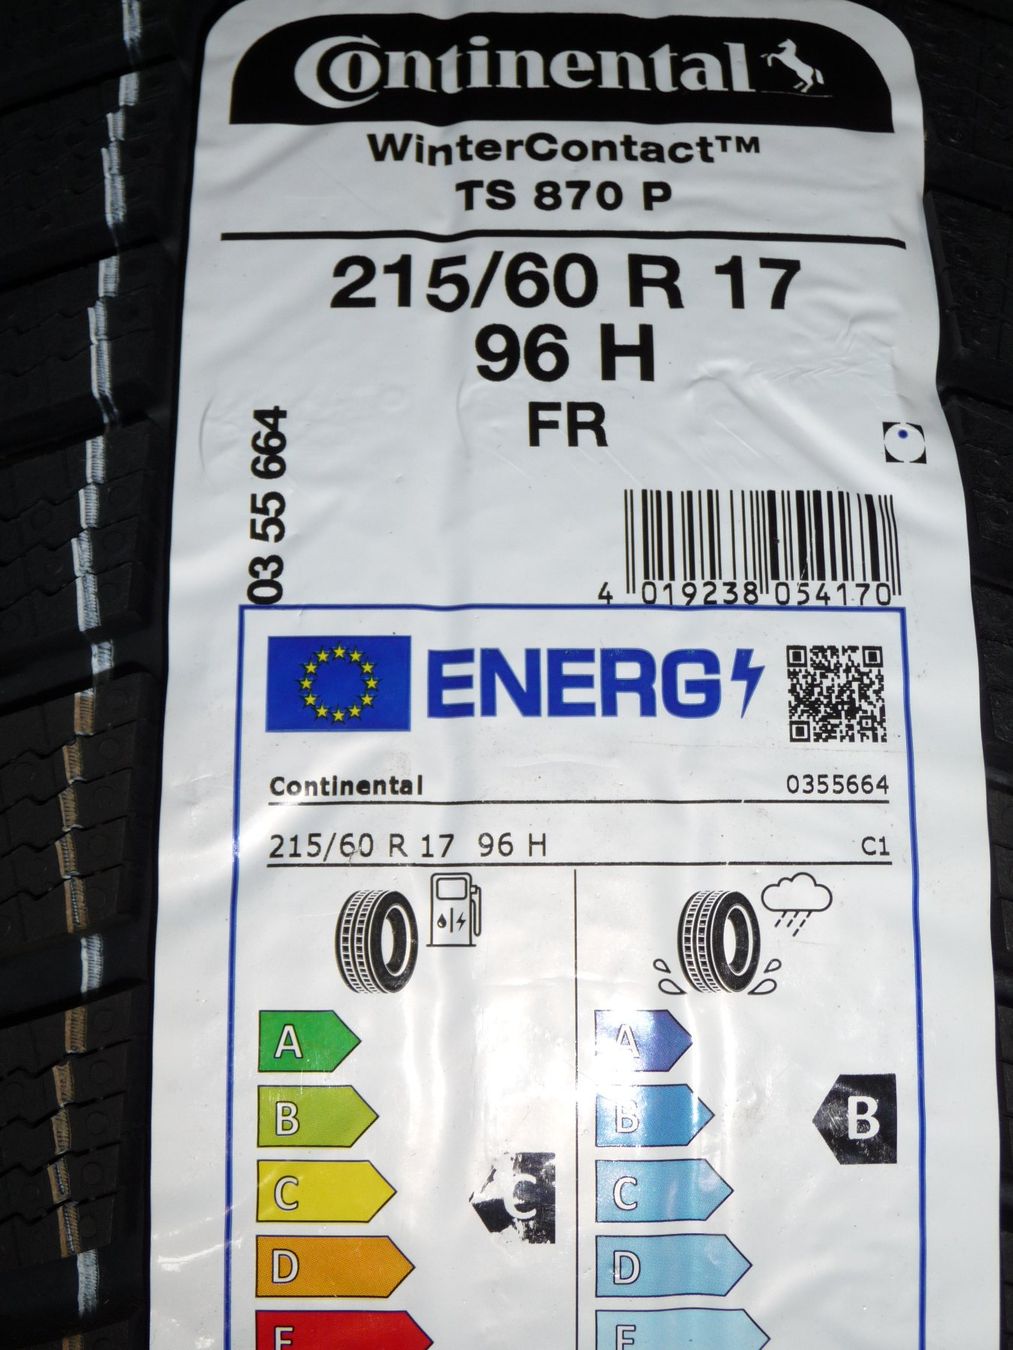 Continental
WinterContact™
TS 870 P
215/60 R 17
96 H
FR
03 55 664
4 019238 054170
ENERG
Continental 0355664
215/60 R 17 96 H C1
A A
B B B
C C C
D D
E E